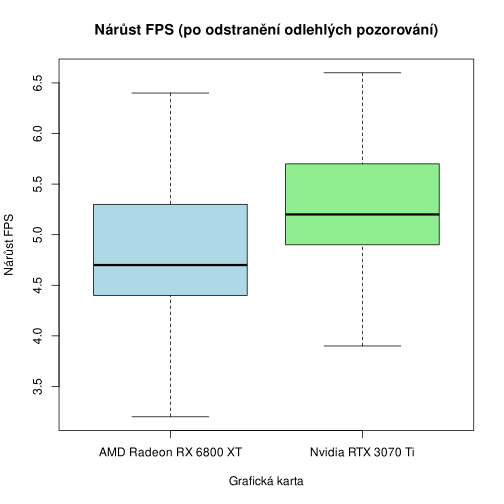 Nárůst FPS (po odstranění odlehlých pozorování)
Nárůst FPS
6.5
6.0
5.5
5.0
4.5
4.0
3.5
AMD Radeon RX 6800 XT
Nvidia RTX 3070 Ti
Grafická karta